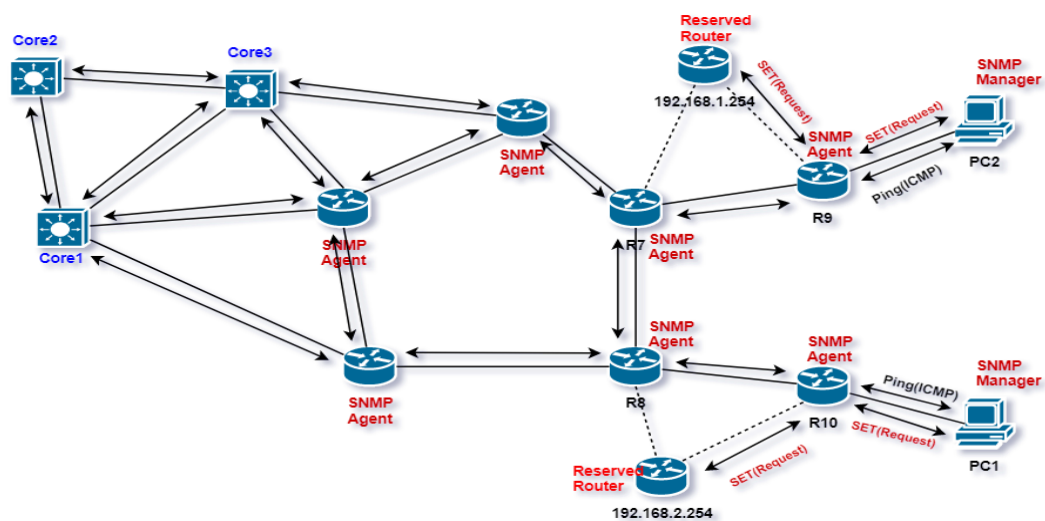 Reserved
Router
Core2
Core3
SNMP
Manager
SET(Request)
192.168.1.254
SET(Request)
SNMP
Agent
PC2
SNMP
Agent
Ping(ICMP)
R9
R7
SNMP
Agent
SNMP
Agent
Core1
SNMP
Agent
SNMP
Agent
SNMP
Manager
Ping(ICMP)
SNMP
Agent
R8
R10
SET(Request)
PC1
Reserved
Router
SET(Request)
192.168.2.254